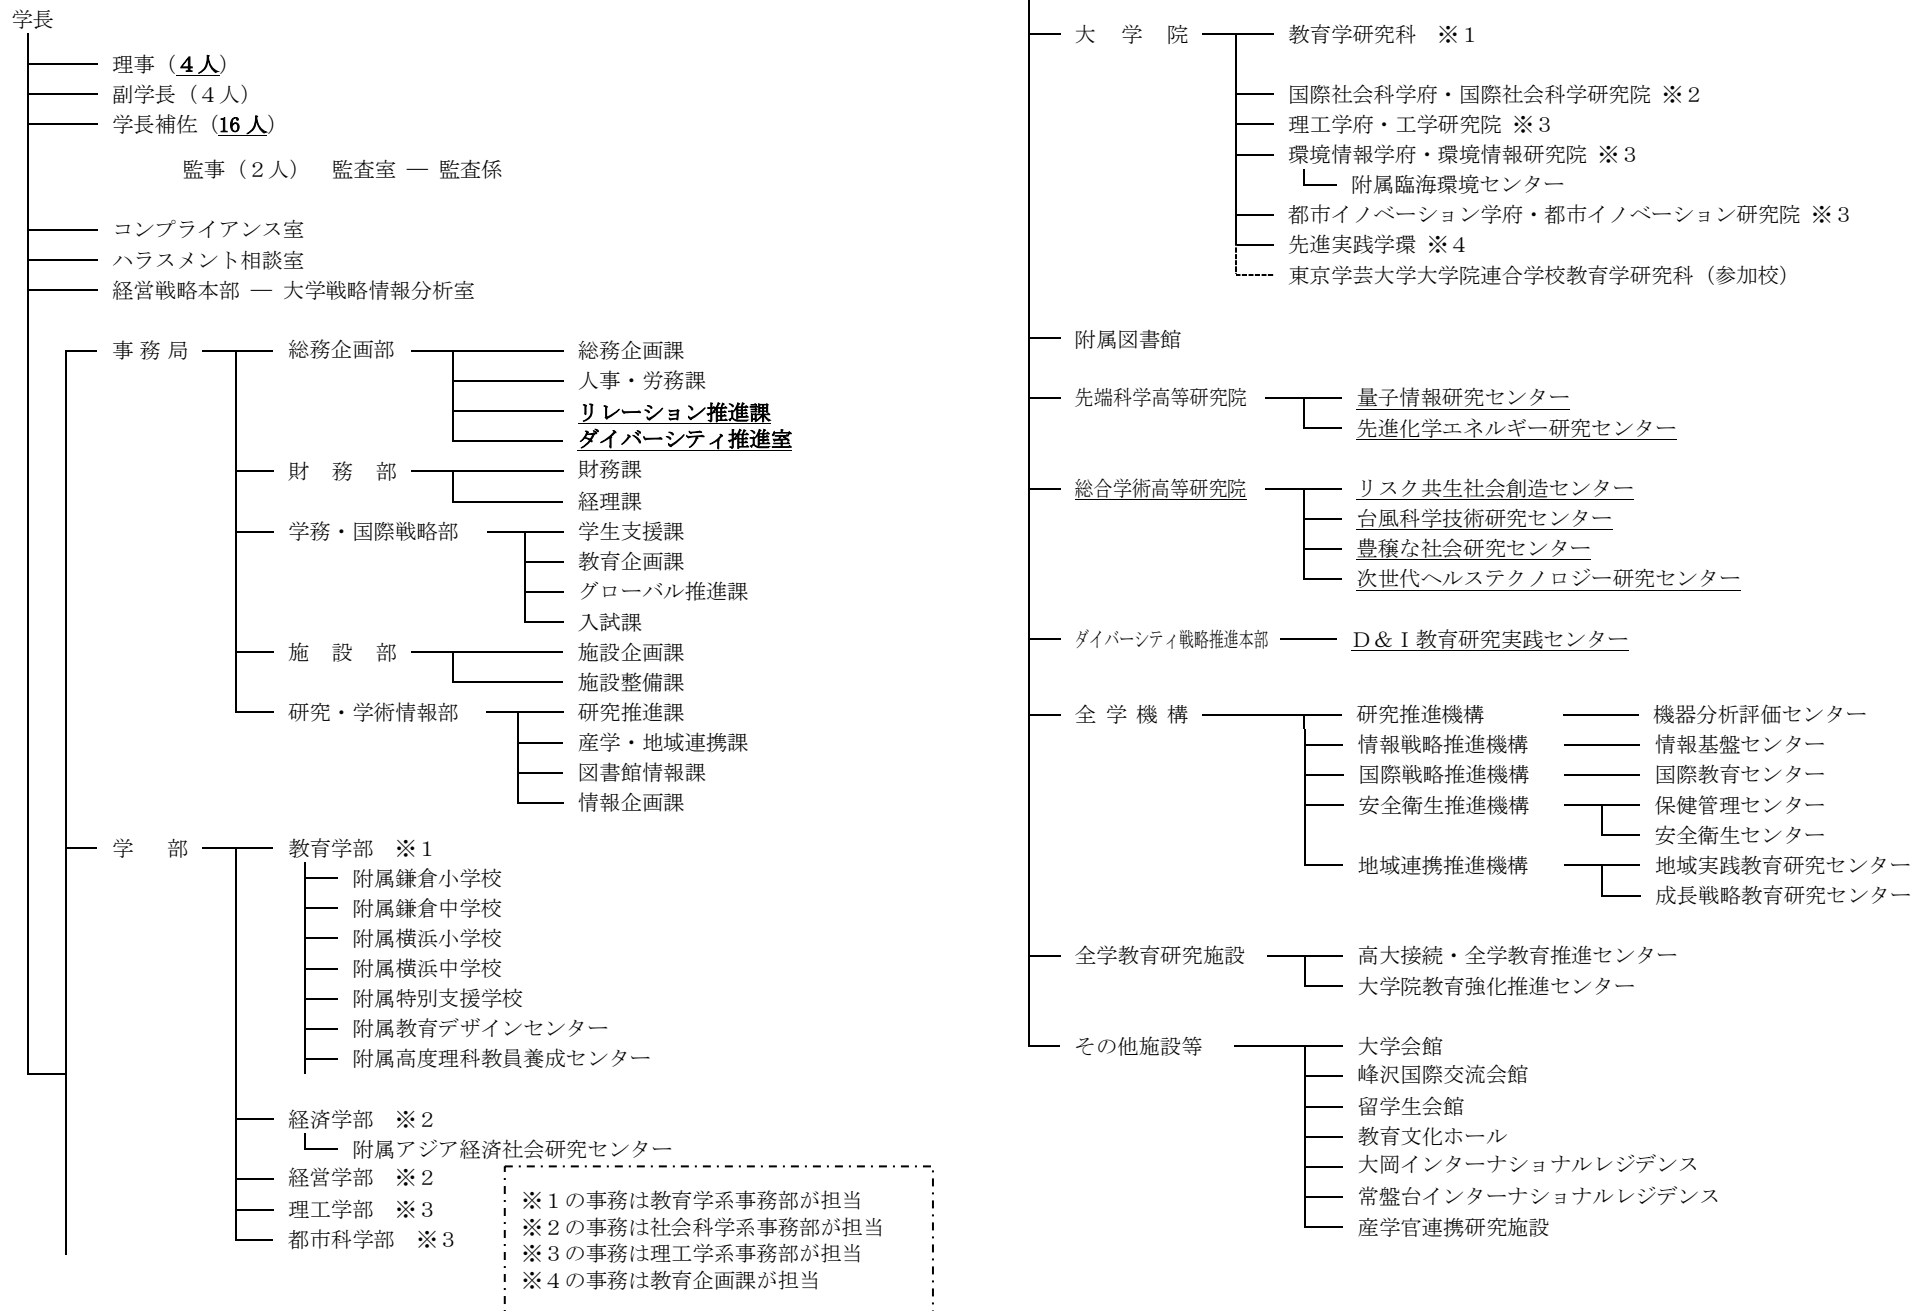 学長
理事（４人）
副学長（４人）
学長補佐（16 人）
監事（２人）　監査室 ― 監査係
コンプライアンス室
ハラスメント相談室
経営戦略本部 ― 大学戦略情報分析室
事務局　総務企画部　総務企画課
人事・労務課
リレーション推進課
ダイバーシティ推進室
財務部　財務課
経理課
学務・国際戦略部　学生支援課
教育企画課
グローバル推進課
入試課
施設部　施設企画課
施設整備課
研究・学術情報部　研究推進課
産学・地域連携課
図書館情報課
情報企画課
学部　教育学部　※１
附属鎌倉小学校
附属鎌倉中学校
附属横浜小学校
附属横浜中学校
附属特別支援学校
附属教育デザインセンター
附属高度理科教員養成センター
経済学部　※２
附属アジア経済社会研究センター
経営学部　※２
理工学部　※３
都市科学部　※３
※１の事務は教育学系事務部が担当
※２の事務は社会科学系事務部が担当
※３の事務は理工学系事務部が担当
※４の事務は教育企画課が担当
大学院　教育学研究科　※１
国際社会科学府・国際社会科学研究院 ※２
理工学府・工学研究院 ※３
環境情報学府・環境情報研究院 ※３
附属臨海環境センター
都市イノベーション学府・都市イノベーション研究院 ※３
先進実践学環 ※４
東京学芸大学大学院連合学校教育学研究科（参加校）
附属図書館
先端科学高等研究院　量子情報研究センター
先進化学エネルギー研究センター
総合学術高等研究院　リスク共生社会創造センター
台風科学技術研究センター
豊穣な社会研究センター
次世代ヘルステクノロジー研究センター
ダイバーシティ戦略推進本部　Ｄ＆Ｉ教育研究実践センター
全学機構　研究推進機構　機器分析評価センター
情報戦略推進機構　情報基盤センター
国際戦略推進機構　国際教育センター
安全衛生推進機構　保健管理センター
安全衛生センター
地域連携推進機構　地域実践教育研究センター
成長戦略教育研究センター
全学教育研究施設　高大接続・全学教育推進センター
大学院教育強化推進センター
その他施設等　大学会館
峰沢国際交流会館
留学生会館
教育文化ホール
大岡インターナショナルレジデンス
常盤台インターナショナルレジデンス
産学官連携研究施設